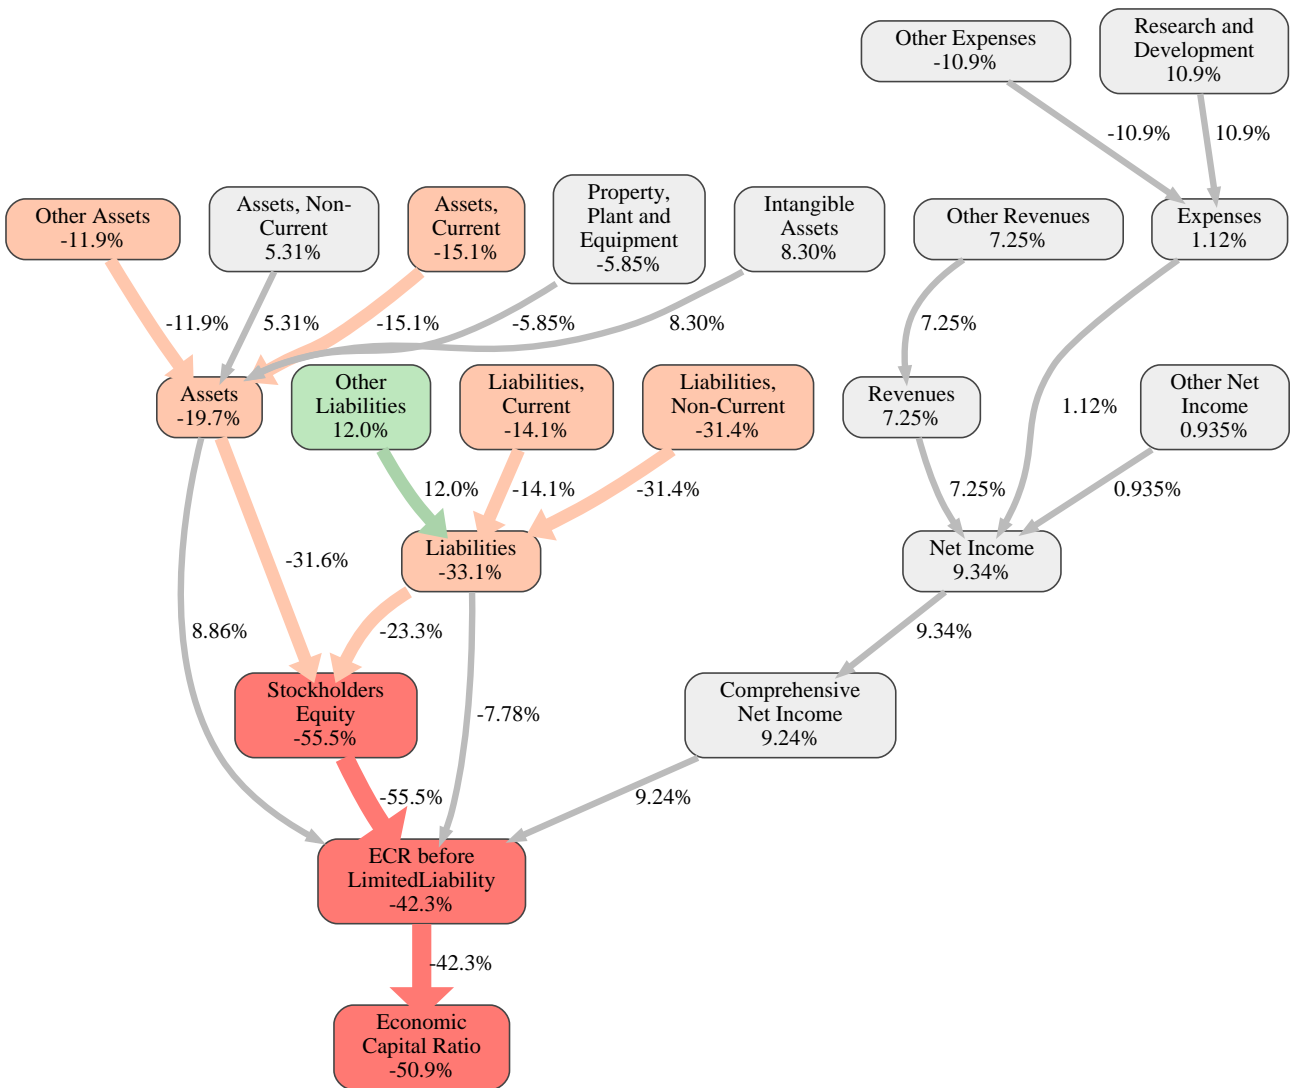 Other Expenses
-10.9%
Research and
Development
10.9%
-10.9%
10.9%
Other Assets
-11.9%
Assets, Non-
Current
5.31%
Assets,
Current
-15.1%
Property,
Plant and
Equipment
-5.85%
Intangible
Assets
8.30%
Other Revenues
7.25%
Expenses
1.12%
-11.9%
5.31%
-15.1%
-5.85%
8.30%
7.25%
Assets
-19.7%
Other
Liabilities
12.0%
Liabilities,
Current
-14.1%
Liabilities,
Non-Current
-31.4%
Revenues
7.25%
1.12%
Other Net
Income
0.935%
12.0%
-14.1%
-31.4%
7.25%
0.935%
-31.6%
Liabilities
-33.1%
Net Income
9.34%
8.86%
-23.3%
9.34%
Stockholders
Equity
-55.5%
-7.78%
Comprehensive
Net Income
9.24%
-55.5%
9.24%
ECR before
LimitedLiability
-42.3%
-42.3%
Economic
Capital Ratio
-50.9%